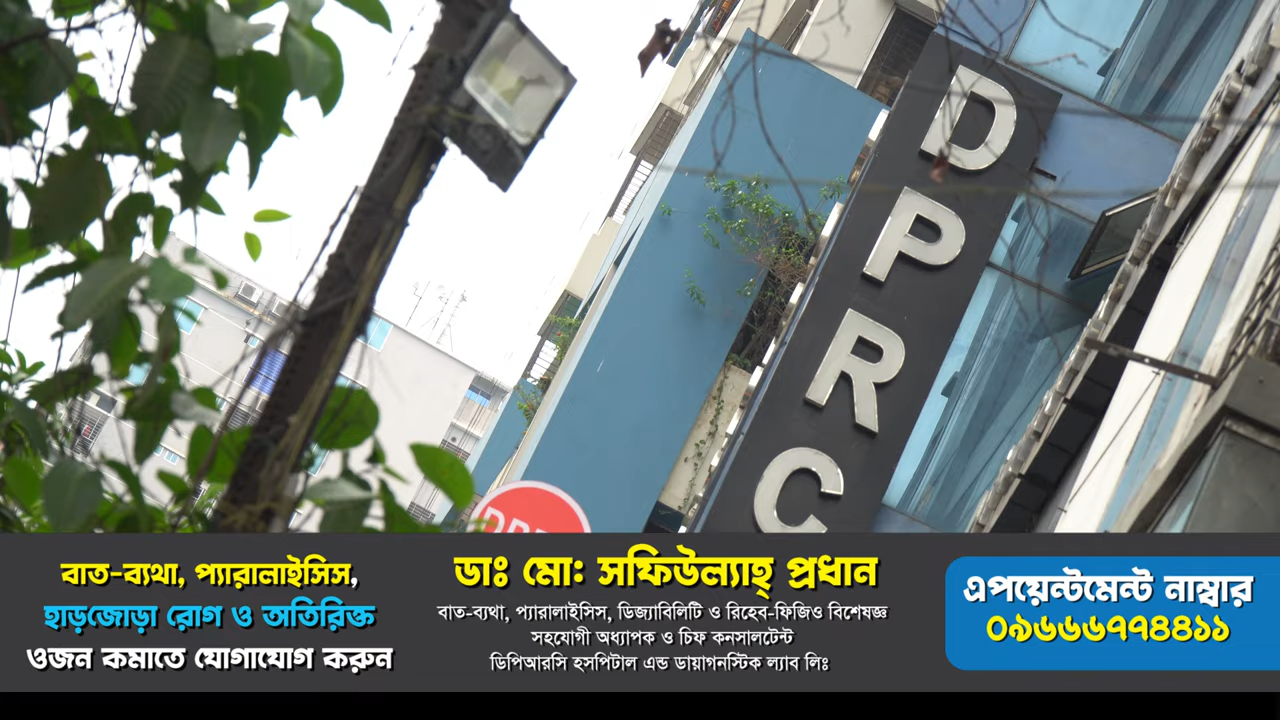 D
P
R
C
বাত-ব্যথা, প্যারালাইসিস,
হাড়জোড়া রোগ ও অতিরিক্ত
ওজন কমাতে যোগাযোগ করুন
ডাঃ মো: সফিউল্যাহ্ প্রধান
বাত-ব্যথা, প্যারালাইসিস, ডিজ্যাবিলিটি ও রিহেব-ফিজিও বিশেষজ্ঞ
সহযোগী অধ্যাপক ও চিফ কনসালটেন্ট
ডিপিআরসি হসপিটাল এন্ড ডায়াগনস্টিক ল্যাব লিঃ
এপয়েন্টমেন্ট নাম্বার
০৯৬৬৬৭৭৪৪১১